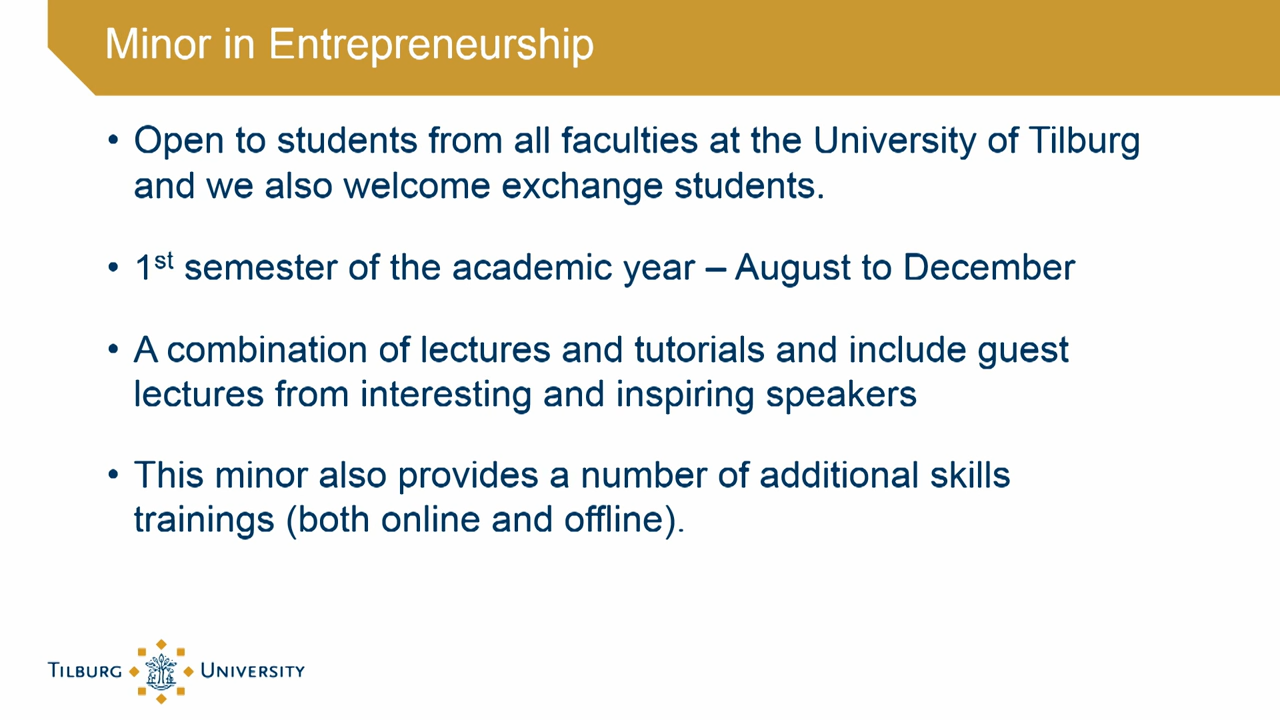 Minor in Entrepreneurship
• Open to students from all faculties at the University of Tilburg
and we also welcome exchange students.
• 1st semester of the academic year – August to December
• A combination of lectures and tutorials and include guest
lectures from interesting and inspiring speakers
• This minor also provides a number of additional skills
trainings (both online and offline).
TILBURG UNIVERSITY